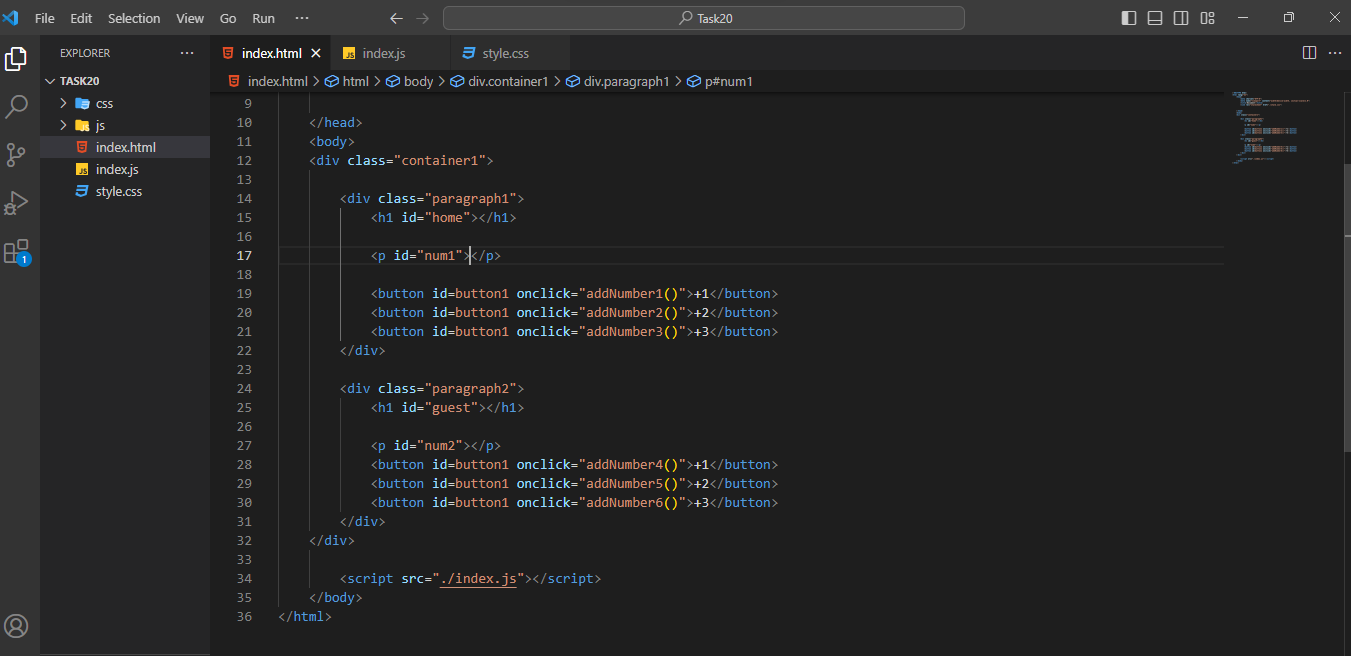 File Edit Selection View Go Run ··· Task20
EXPLORER ···
TASK20
css
js
index.html
index.js
style.css
1
index.html index.js style.css ···
index.html > html > body > div.container1 > div.paragraph1 > p#num1
9
10 </head>
11 <body>
12 <div class="container1">
13
14 <div class="paragraph1">
15 <h1 id="home"></h1>
16
17 <p id="num1"></p>
18
19 <button id=button1 onclick="addNumber1()">+1</button>
20 <button id=button1 onclick="addNumber2()">+2</button>
21 <button id=button1 onclick="addNumber3()">+3</button>
22 </div>
23
24 <div class="paragraph2">
25 <h1 id="guest"></h1>
26
27 <p id="num2"></p>
28 <button id=button1 onclick="addNumber4()">+1</button>
29 <button id=button1 onclick="addNumber5()">+2</button>
30 <button id=button1 onclick="addNumber6()">+3</button>
31 </div>
32 </div>
33
34 <script src="./index.js"></script>
35 </body>
36 </html>